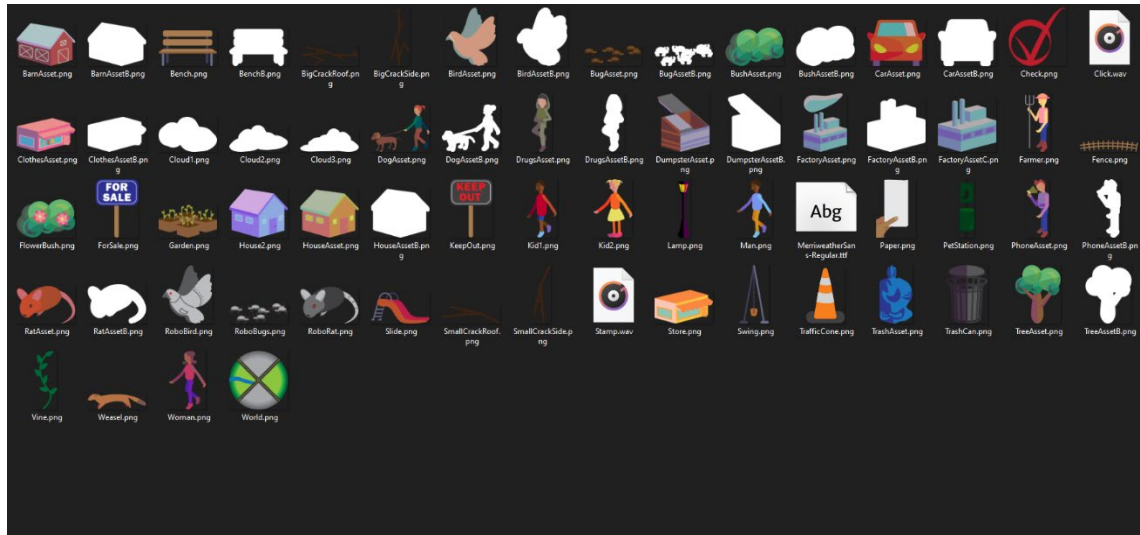 BarnAsset.png BarnAssetB.png Bench.png BenchB.png BigCrackRoof.pn BigCrackSide.pn BirdAsset.png BirdAssetB.png BugAsset.png BugAssetB.png BushAsset.png BushAssetB.png CarAsset.png CarAssetB.png Check.png Click.wav
g g
ClothesAsset.png ClothesAssetB.pn Cloud1.png Cloud2.png Cloud3.png DogAsset.png DogAssetB.png DrugsAsset.png DrugsAssetB.png DumpsterAsset.p DumpsterAssetB. FactoryAsset.png FactoryAssetB.pn FactoryAssetC.pn Farmer.png Fence.png
g ng png g g
FOR
SALE
KEEP
OUT
Abg
FlowerBush.png ForSale.png Garden.png House2.png HouseAsset.png HouseAssetB.pn KeepOut.png Kid1.png Kid2.png Lamp.png Man.png MerriweatherSan Paper.png PetStation.png PhoneAsset.png PhoneAssetB.pn
g s-Regular.ttf g
RatAsset.png RatAssetB.png RoboBird.png RoboBugs.png RoboRat.png Slide.png SmallCrackRoof. SmallCrackSide.p Stamp.wav Store.png Swing.png TrafficCone.png TrashAsset.png TrashCan.png TreeAsset.png TreeAssetB.png
png ng
Vine.png Weasel.png Woman.png World.png